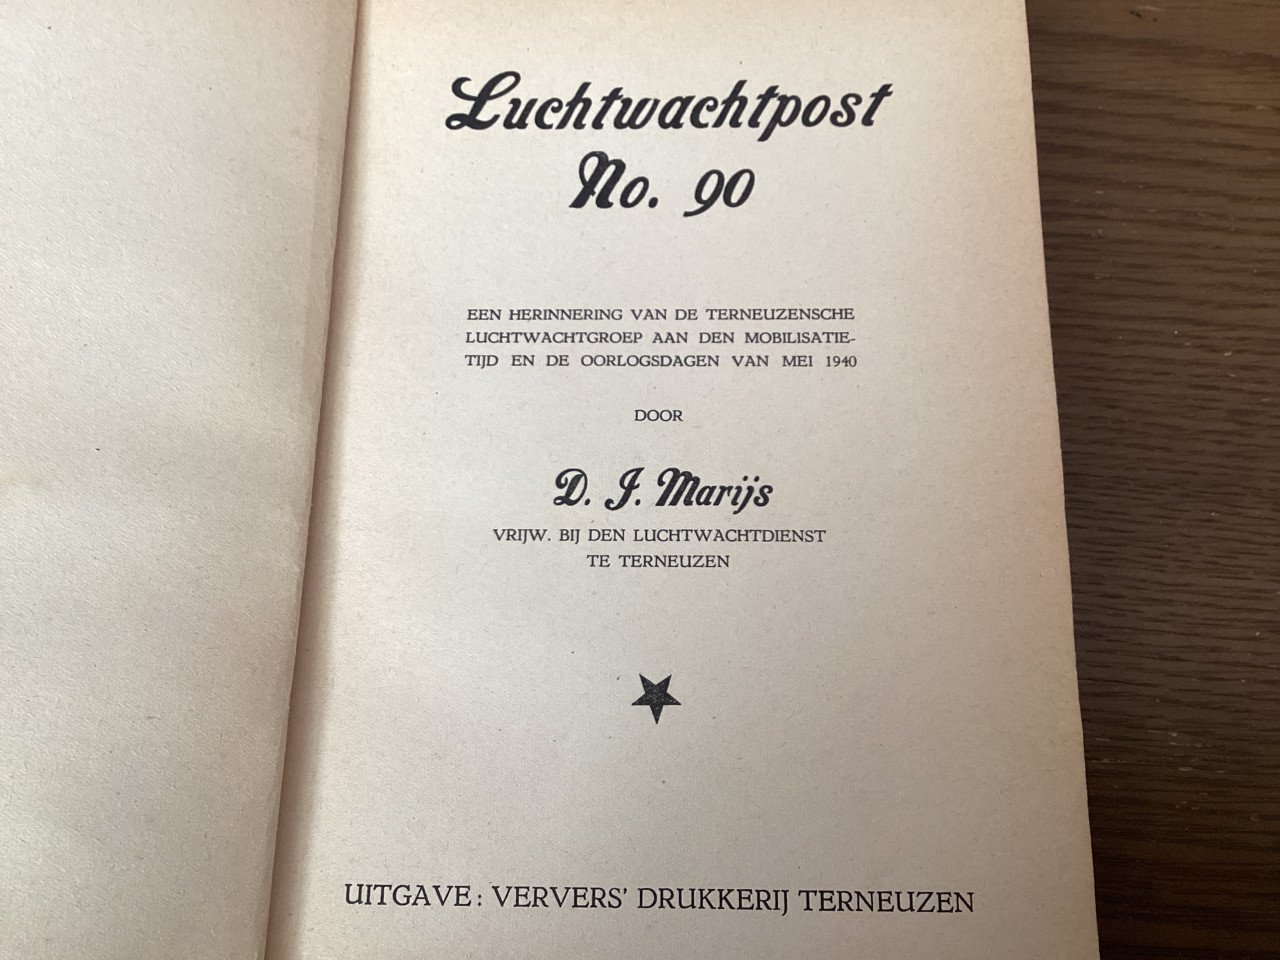 Luchtwachtpost
No. 90
EEN HERINNERING VAN DE TERNEUZENSCHE
LUCHTWACHTGROEP AAN DEN MOBILISATIE-
TIJD EN DE OORLOGSDAGEN VAN MEI 1940
DOOR
D. J. Marijs
VRIJW. BIJ DEN LUCHTWACHTDIENST
TE TERNEUZEN
UITGAVE: VERVERS' DRUKKERIJ TERNEUZEN